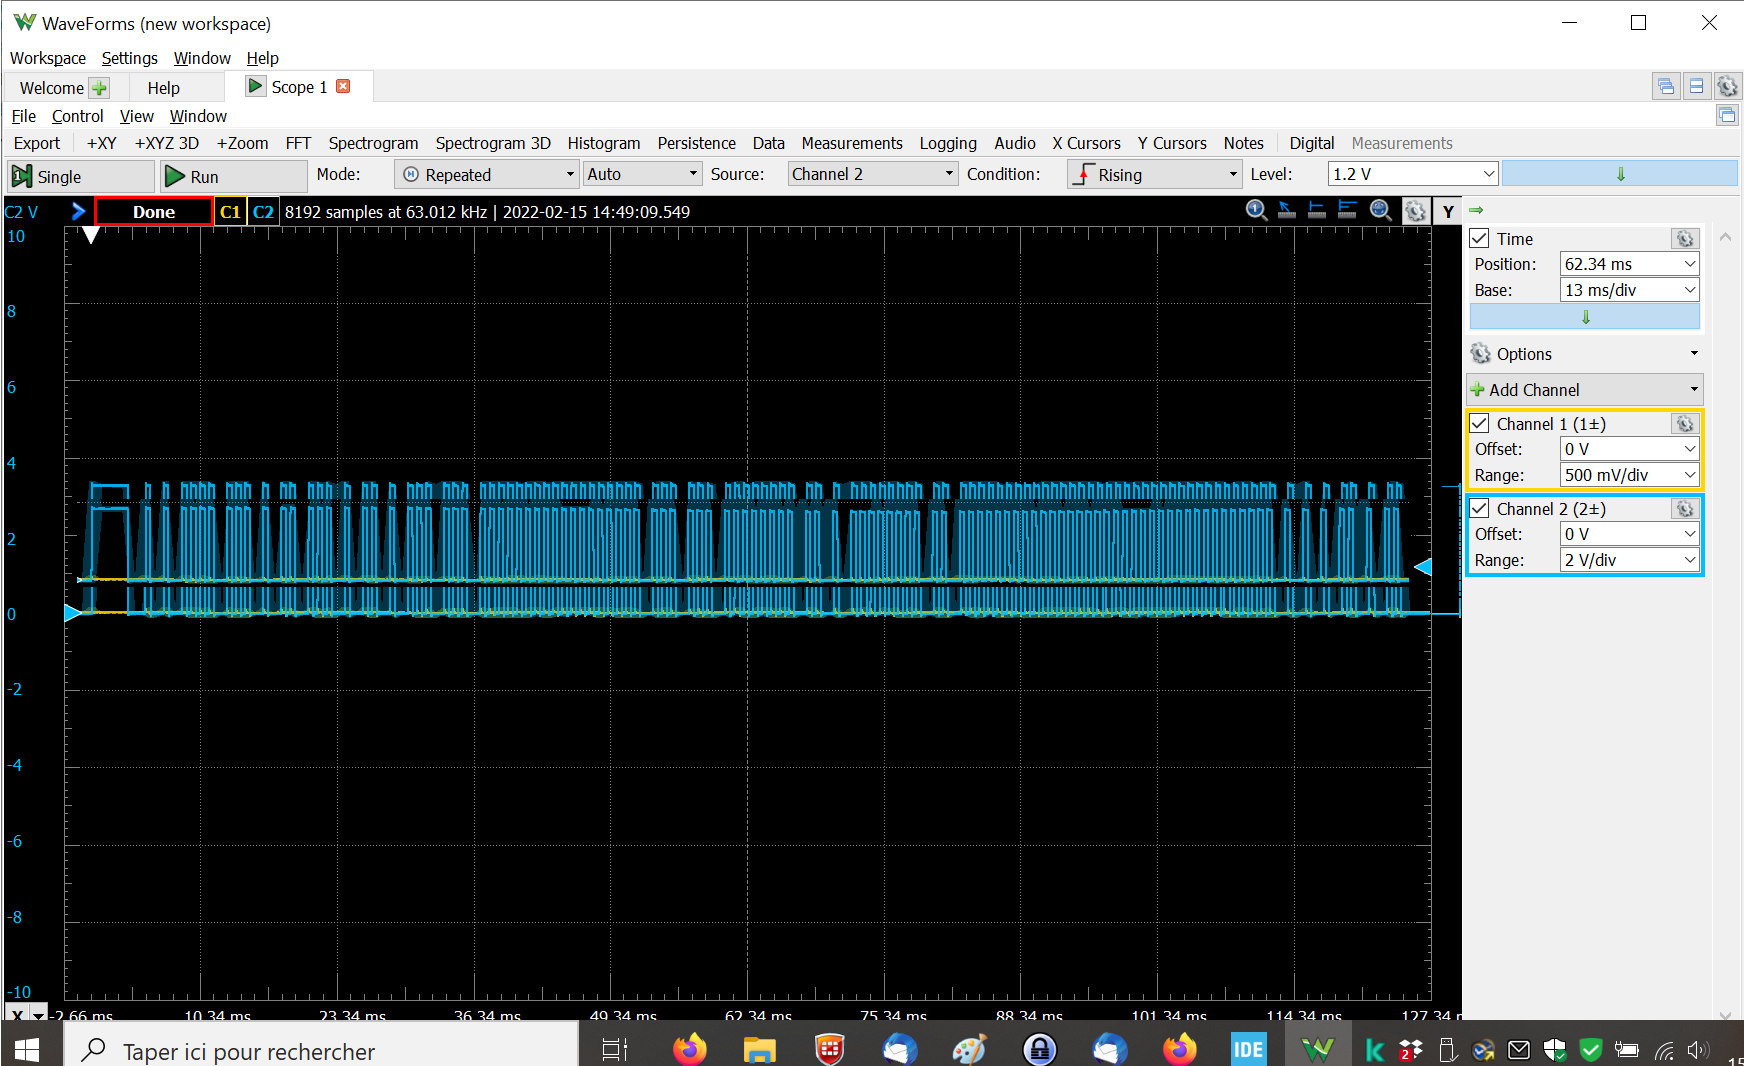 WaveForms (new workspace)
Workspace Settings Window Help
Welcome Help Scope 1
File Control View Window
Export +XY +XYZ 3D +Zoom FFT Spectrogram Spectrogram 3D Histogram Persistence Data Measurements Logging Audio X Cursors Y Cursors Notes Digital Measurements
Single Run Mode: Repeated Auto Source: Channel 2 Condition: Rising Level: 1.2 V
C2 V Done C1 C2 8192 samples at 63.012 kHz | 2022-02-15 14:49:09.549 Y
10
8
6
4
2
0
-2
-4
-6
-8
-10
X -2.66 ms 10.34 ms 23.34 ms 36.34 ms 49.34 ms 62.34 ms 75.34 ms 88.34 ms 101.34 ms 114.34 ms 127.34 m
Time
Position: 62.34 ms
Base: 13 ms/div
Options
Add Channel
Channel 1 (1±)
Offset: 0 V
Range: 500 mV/div
Channel 2 (2±)
Offset: 0 V
Range: 2 V/div
Taper ici pour rechercher
IDE
2